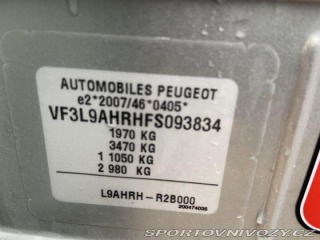 AUTOMOBILES PEUGEOT
e2*2007/46*0405*
VF3L9AHRHFS093834
1970 KG
3470 KG
1 1050 KG
2 980 KG
L9AHRH-R2B000
200474035
SPORTOVNIVOZY.CZ